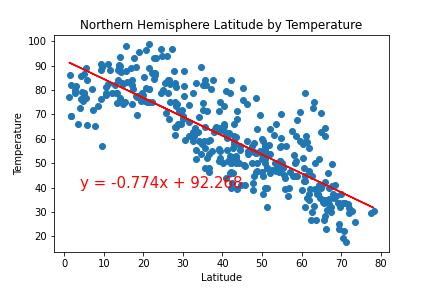 Northern Hemisphere Latitude by Temperature
100
90
80
70
60
50
40
30
20
Temperature
y = -0.774x + 92.268
0 10 20 30 40 50 60 70 80
Latitude